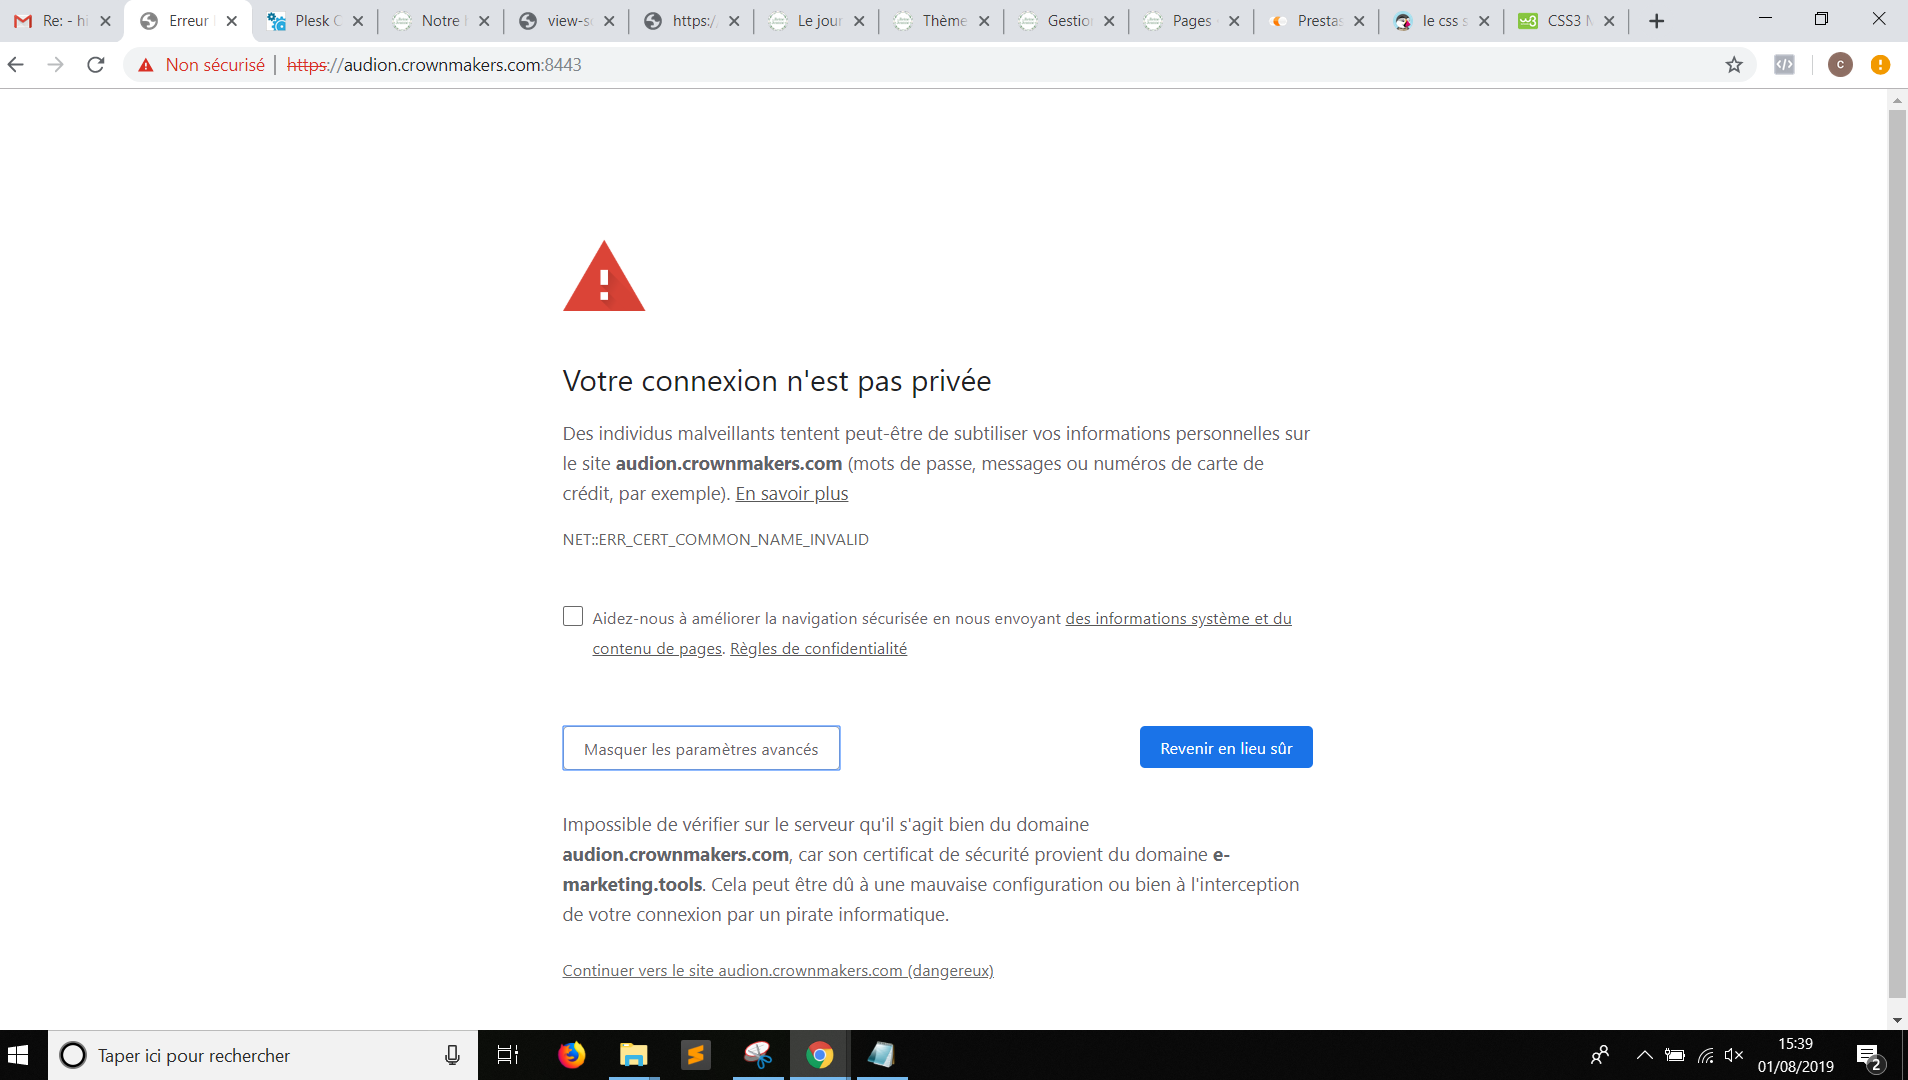 Re: - hi
Erreur
Plesk O
Notre
view-so
https:/
Le jour
Thème
Gestion
Pages
Presta
le css s
CSS3 M
Non sécurisé | https://audion.crownmakers.com:8443
C
Votre connexion n'est pas privée
Des individus malveillants tentent peut-être de subtiliser vos informations personnelles sur
le site audion.crownmakers.com (mots de passe, messages ou numéros de carte de
crédit, par exemple). En savoir plus
NET::ERR_CERT_COMMON_NAME_INVALID
Aidez-nous à améliorer la navigation sécurisée en nous envoyant des informations système et du
contenu de pages. Règles de confidentialité
Masquer les paramètres avancés
Revenir en lieu sûr
Impossible de vérifier sur le serveur qu'il s'agit bien du domaine
audion.crownmakers.com, car son certificat de sécurité provient du domaine e-
marketing.tools. Cela peut être dû à une mauvaise configuration ou bien à l'interception
de votre connexion par un pirate informatique.
Continuer vers le site audion.crownmakers.com (dangereux)
Taper ici pour rechercher
15:39
01/08/2019
2